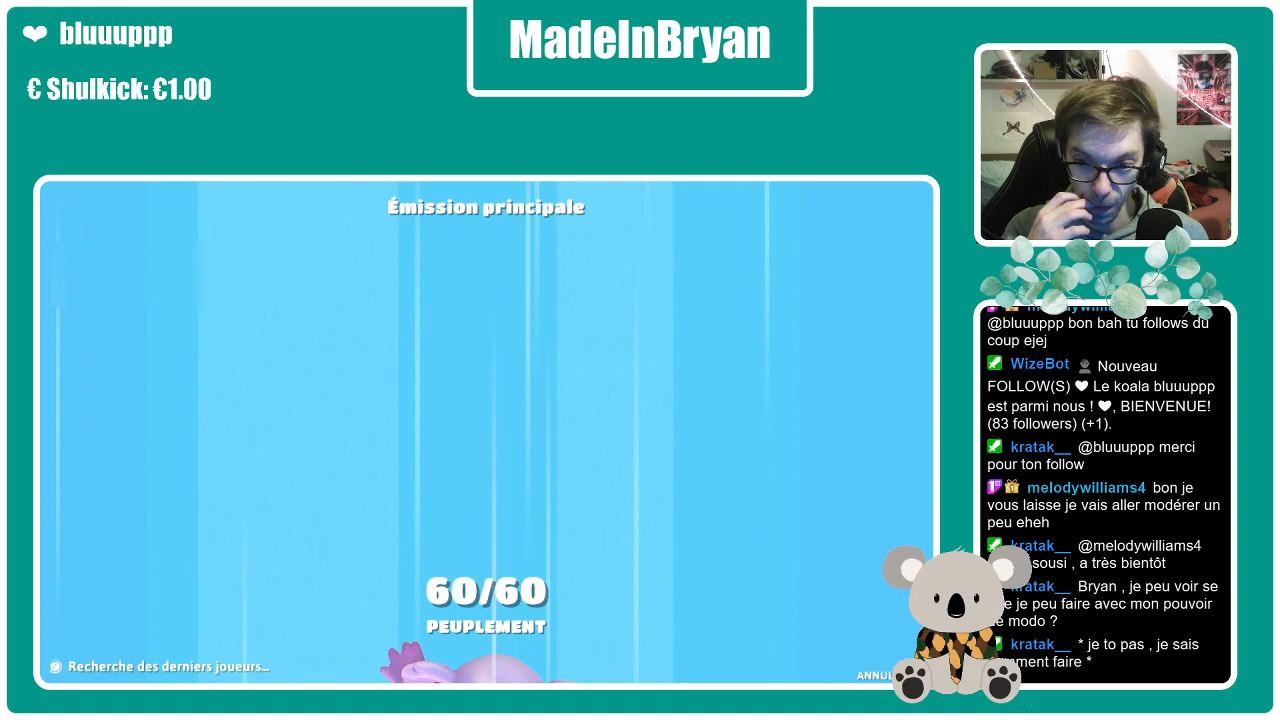 ❤ bluuuppp
€ Shulkick: €1.00
MadeInBryan
Émission principale
60/60
PEUPLEMENT
Recherche des derniers joueurs...
ANNUL
@bluuuppp bon bah tu follows du
coup ejej
WizeBot Nouveau
FOLLOW(S) ♥ Le koala bluuuppp
est parmi nous ! ♥, BIENVENUE!
(83 followers) (+1).
kratak__ @bluuuppp merci
pour ton follow
melodywilliams4 bon je
vous laisse je vais aller modérer un
peu eheh
kratak__ @melodywilliams4
sousi , a très bientôt
kratak__ Bryan , je peu voir se
e je peu faire avec mon pouvoir
e modo ?
kratak__ * je to pas , je sais
mment faire *